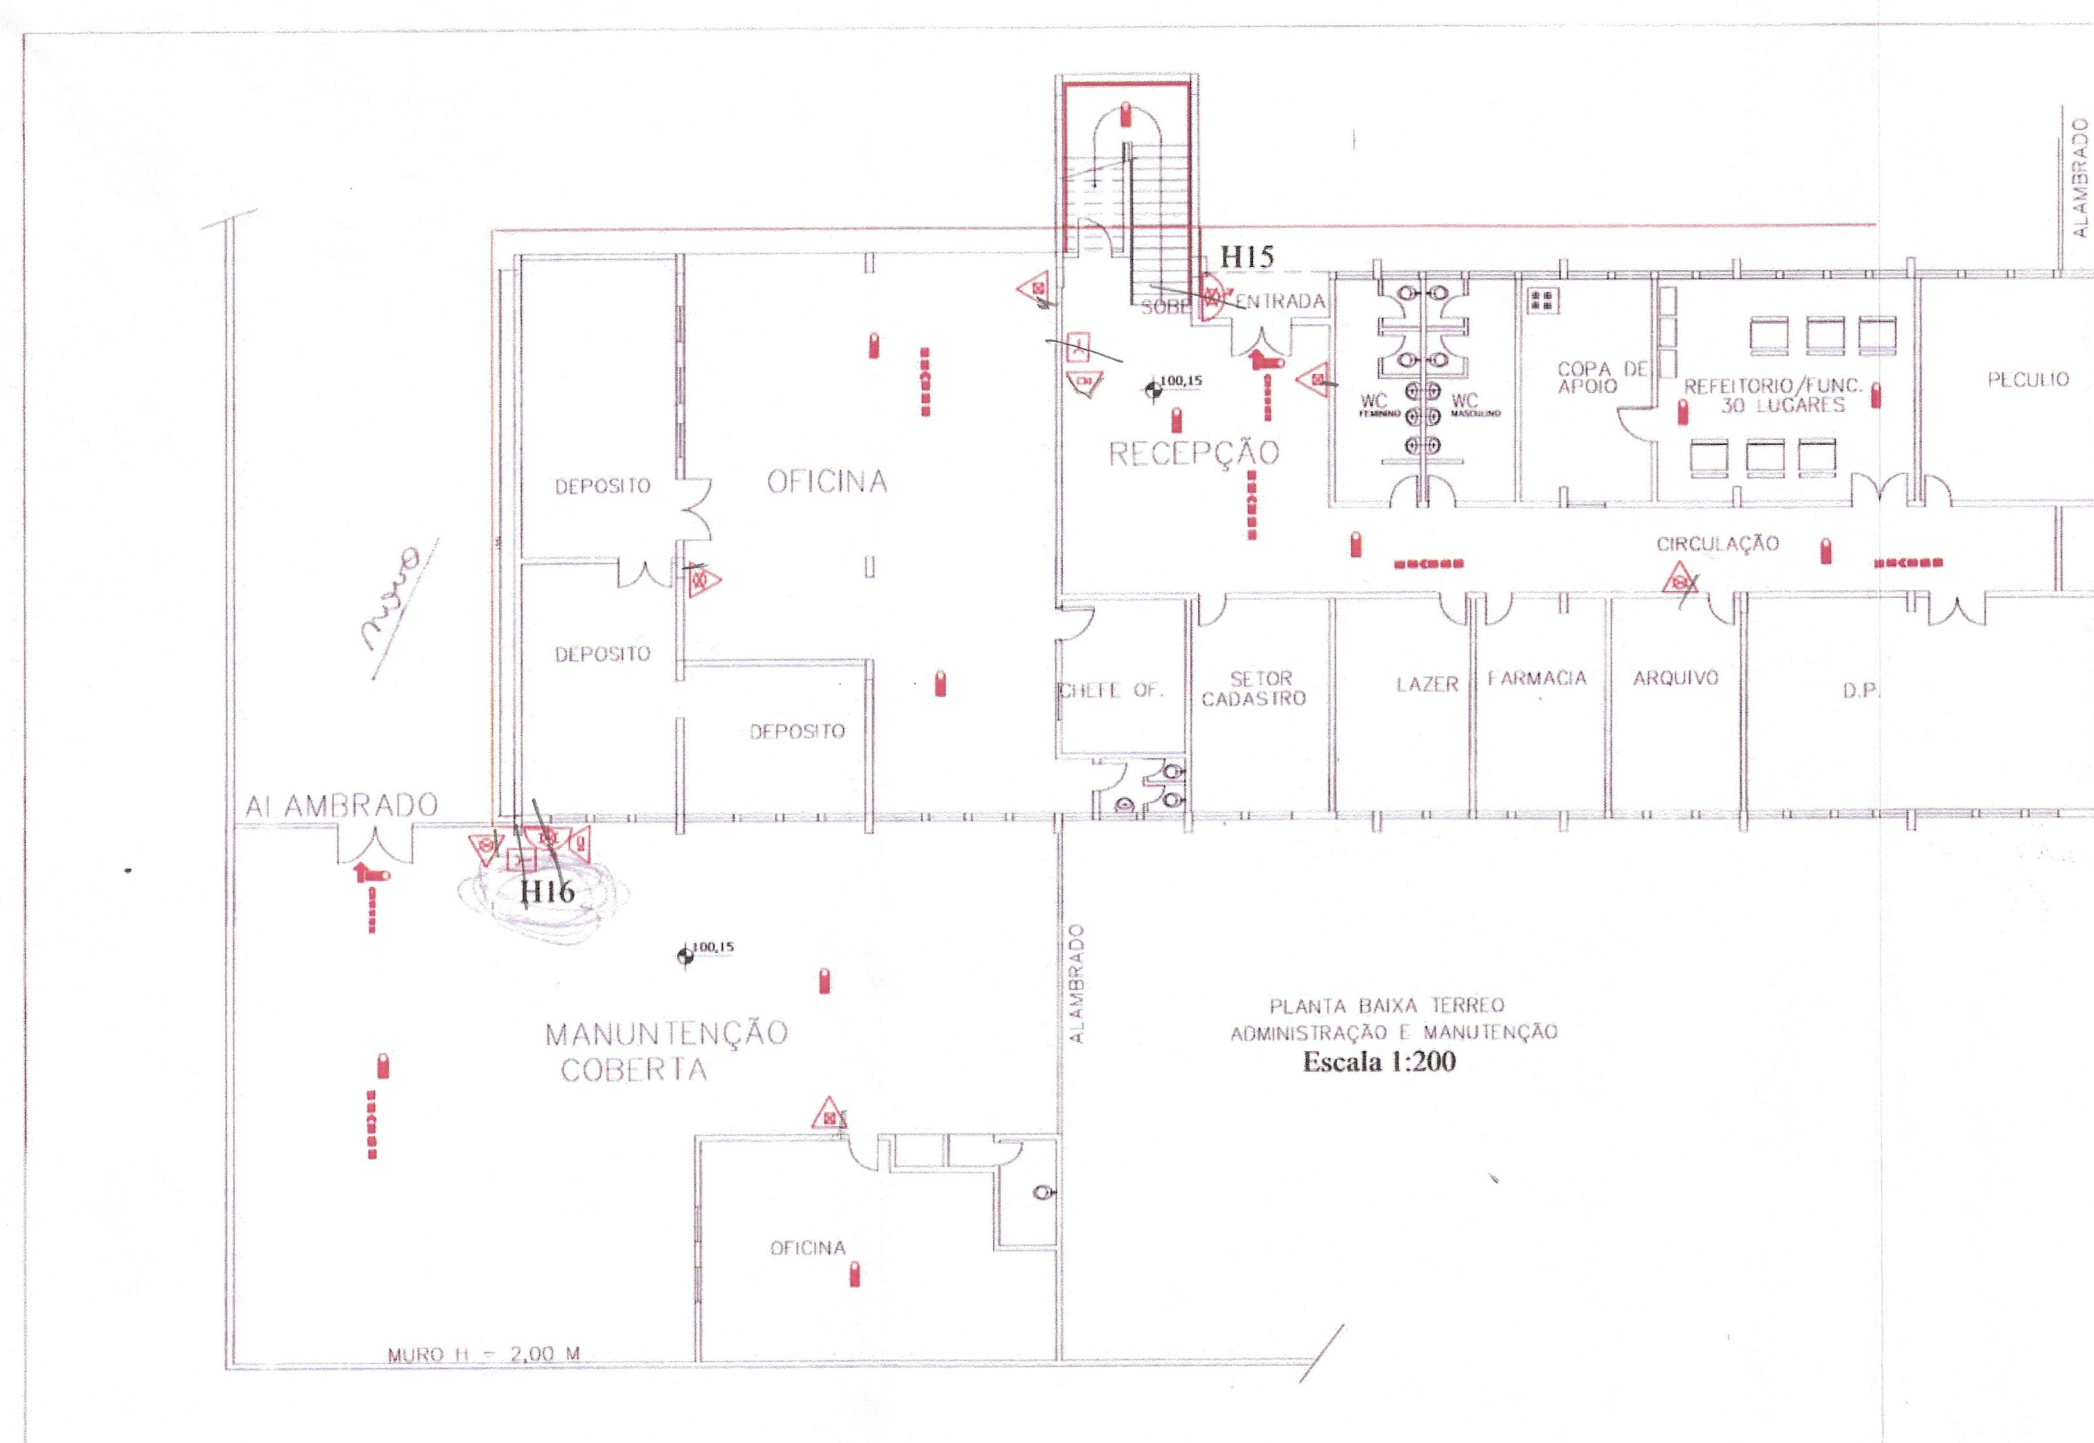 ALAMBRADO
H15
SOBE
ENTRADA
100,15
RECEPÇÃO
WC
FEMININO
WC
MASCULINO
COPA DE
APOIO
REFEITORIO/FUNC.
30 LUGARES
PECULIO
DEPOSITO
OFICINA
CIRCULAÇÃO
DEPOSITO
DEPOSITO
CHEFE OF.
SETOR
CADASTRO
LAZER
FARMACIA
ARQUIVO
D.P.
ALAMBRADO
H16
100,15
MANUNTENÇÃO
COBERTA
ALAMBRADO
PLANTA BAIXA TERREO
ADMINISTRAÇÃO E MANUTENÇÃO
Escala 1:200
OFICINA
MURO H = 2,00 M